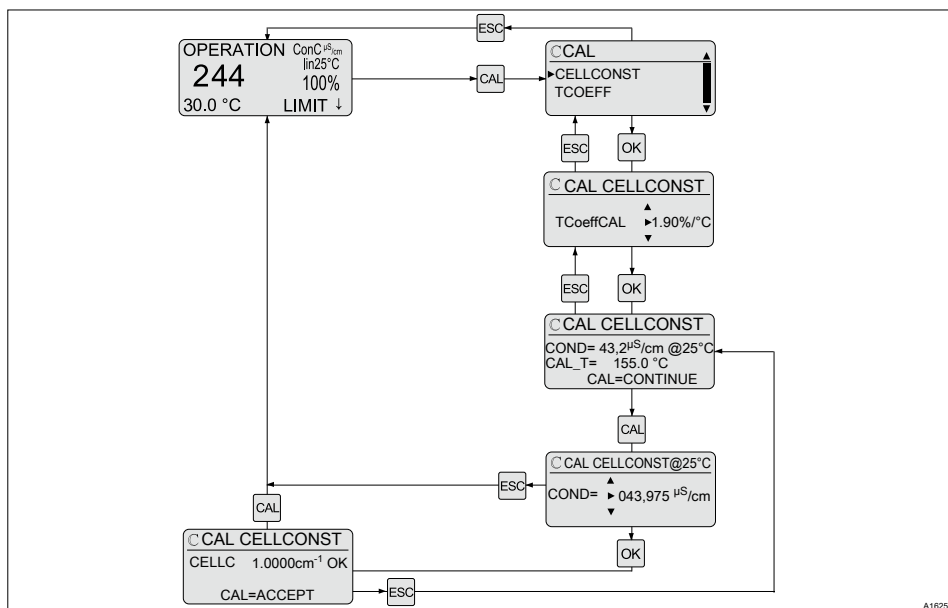 ESC
OPERATION ConC µS/cm
lin25°C
244 100%
30.0 °C LIMIT ↓
CAL
ℂCAL
▲
►CELLCONST
TCOEFF
▼
ESC OK
ℂ CAL CELLCONST
▲
TCoeffCAL ►1.90%/°C
▼
ESC OK
ℂ CAL CELLCONST
COND= 43,2µS/cm @25°C
CAL_T= 155.0 °C
CAL=CONTINUE
CAL
ℂ CAL CELLCONST@25°C
▲
COND= ► 043,975 µS/cm
▼
ESC
CAL
OK
ℂ CAL CELLCONST
CELLC 1.0000cm⁻¹ OK
CAL=ACCEPT
ESC
A1625